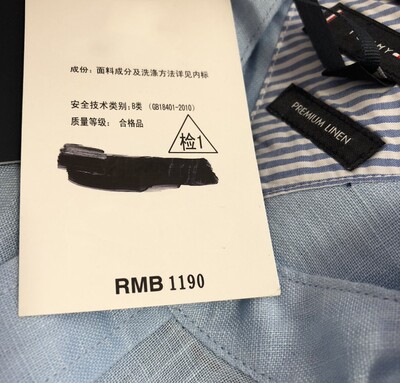 成份：面料成分及洗涤方法详见内标
安全技术类别：B类 (GB18401-2010)
质量等级：合格品
检1
RMB 1190
PREMIUM LINEN